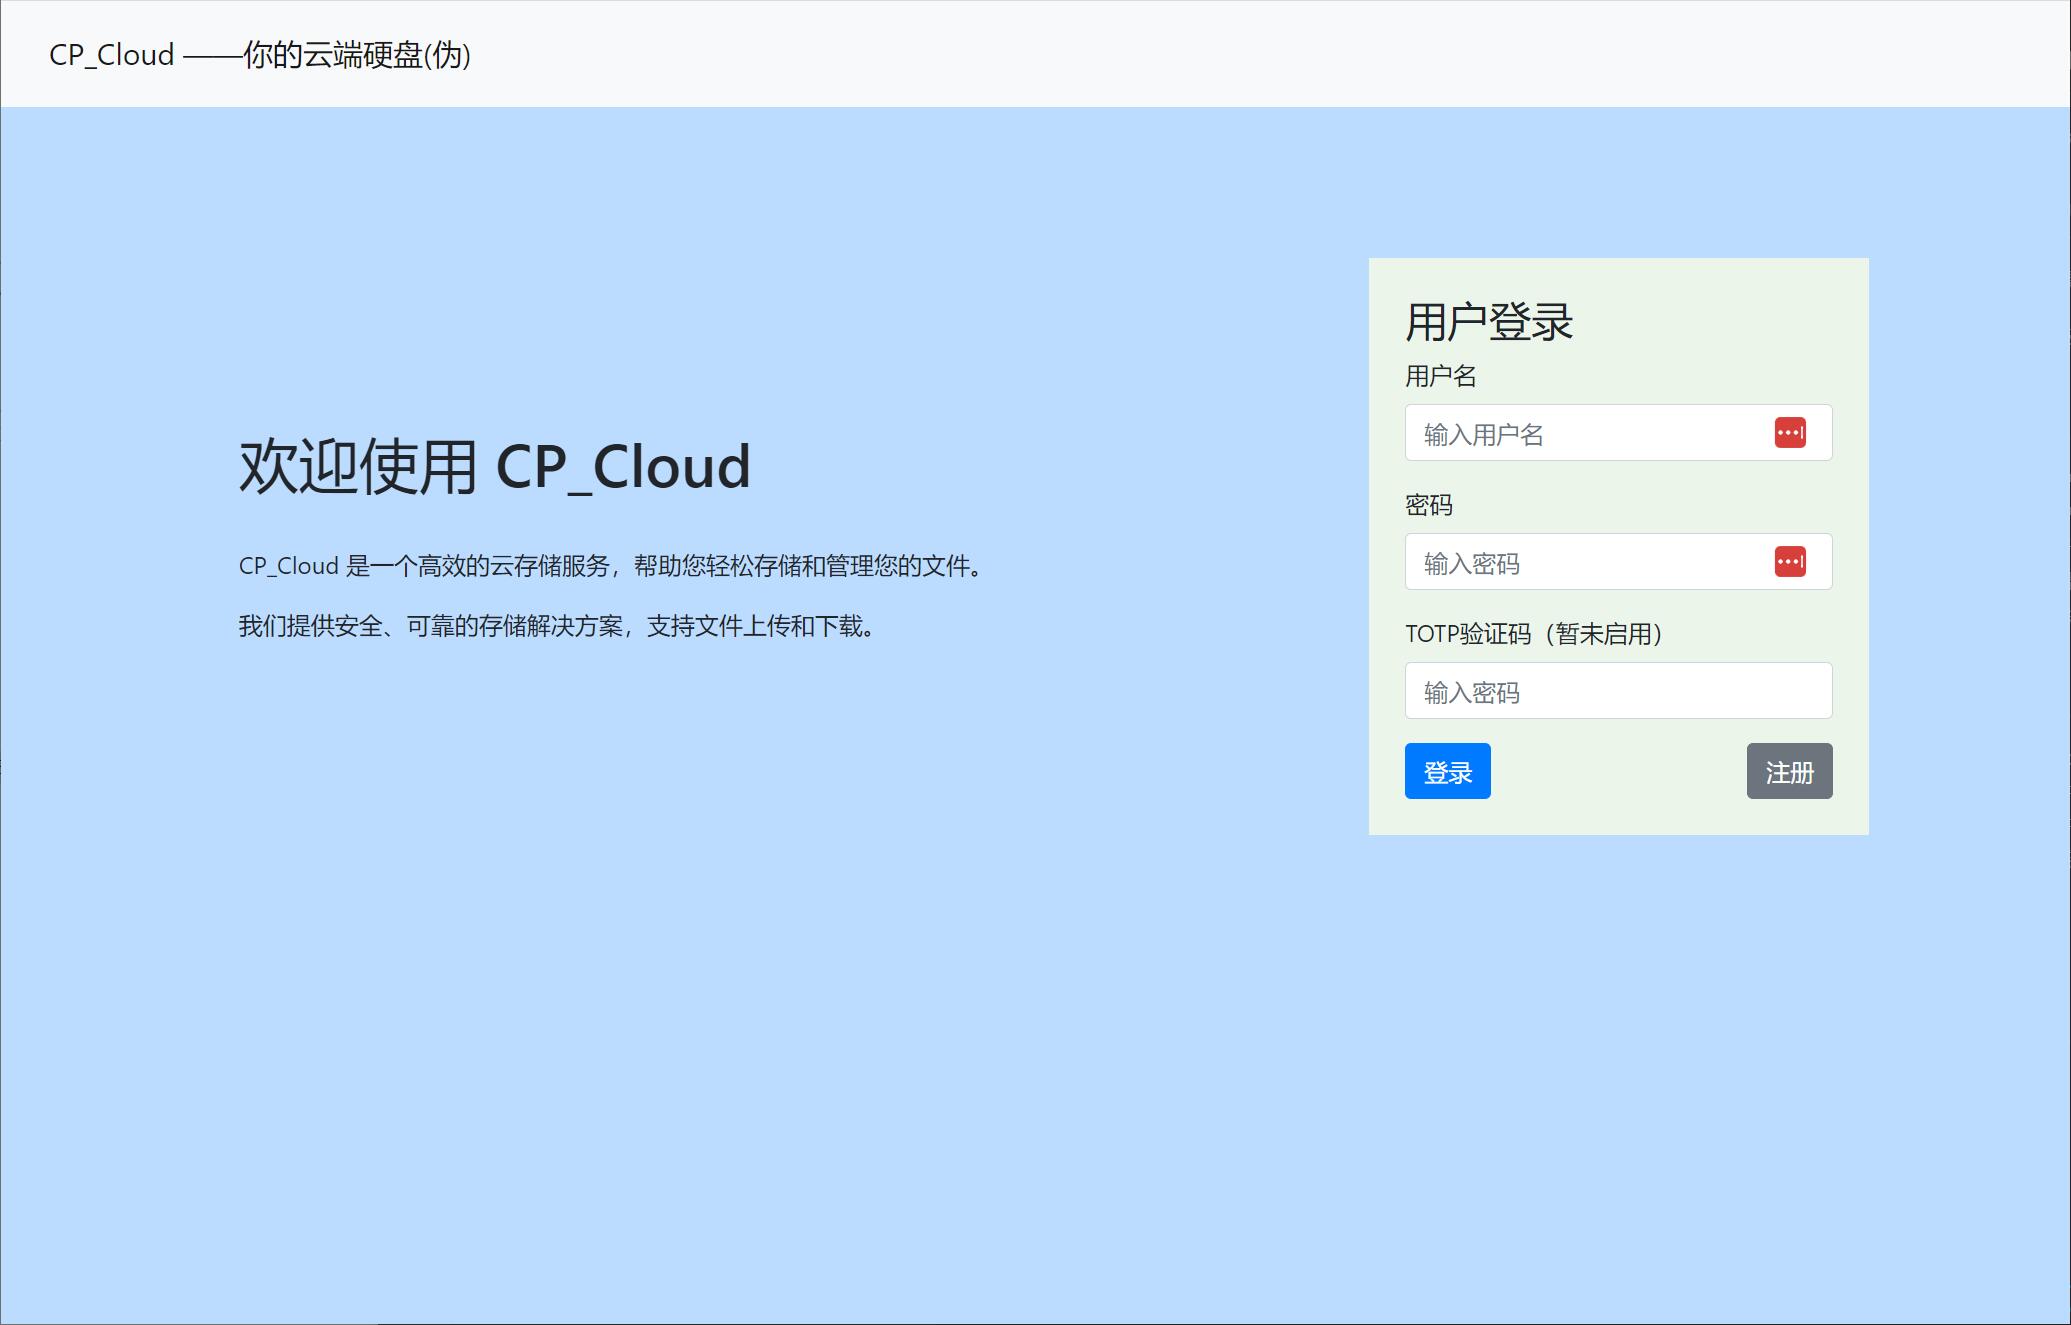 CP_Cloud ——你的云端硬盘(伪)
欢迎使用 CP_Cloud
CP_Cloud 是一个高效的云存储服务，帮助您轻松存储和管理您的文件。
我们提供安全、可靠的存储解决方案，支持文件上传和下载。
用户登录
用户名
输入用户名
密码
输入密码
TOTP验证码（暂未启用）
输入密码
登录
注册